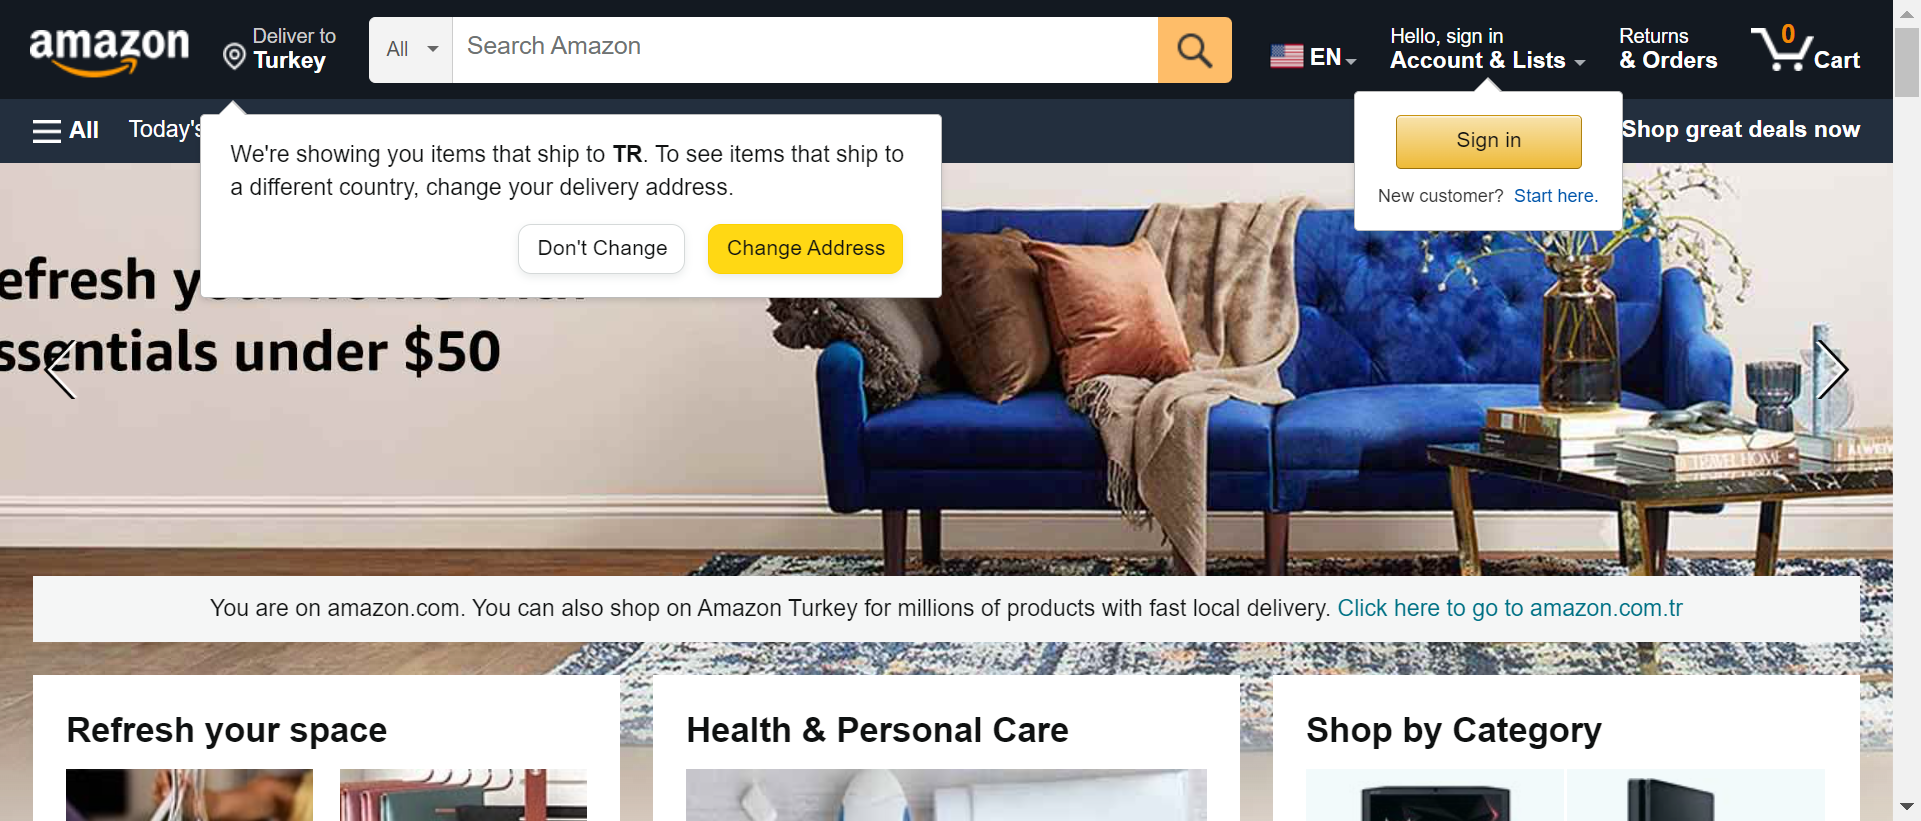 amazon
Deliver to
Turkey
All
Search Amazon
EN
Hello, sign in
Account & Lists
Returns
& Orders
0
Cart
All
Today's
Shop great deals now
We're showing you items that ship to TR. To see items that ship to
a different country, change your delivery address.
Don't Change
Change Address
Sign in
New customer? Start here.
efresh your home with
ssentials under $50
TRAVEL HOME
You are on amazon.com. You can also shop on Amazon Turkey for millions of products with fast local delivery. Click here to go to amazon.com.tr
Refresh your space
Health & Personal Care
Shop by Category